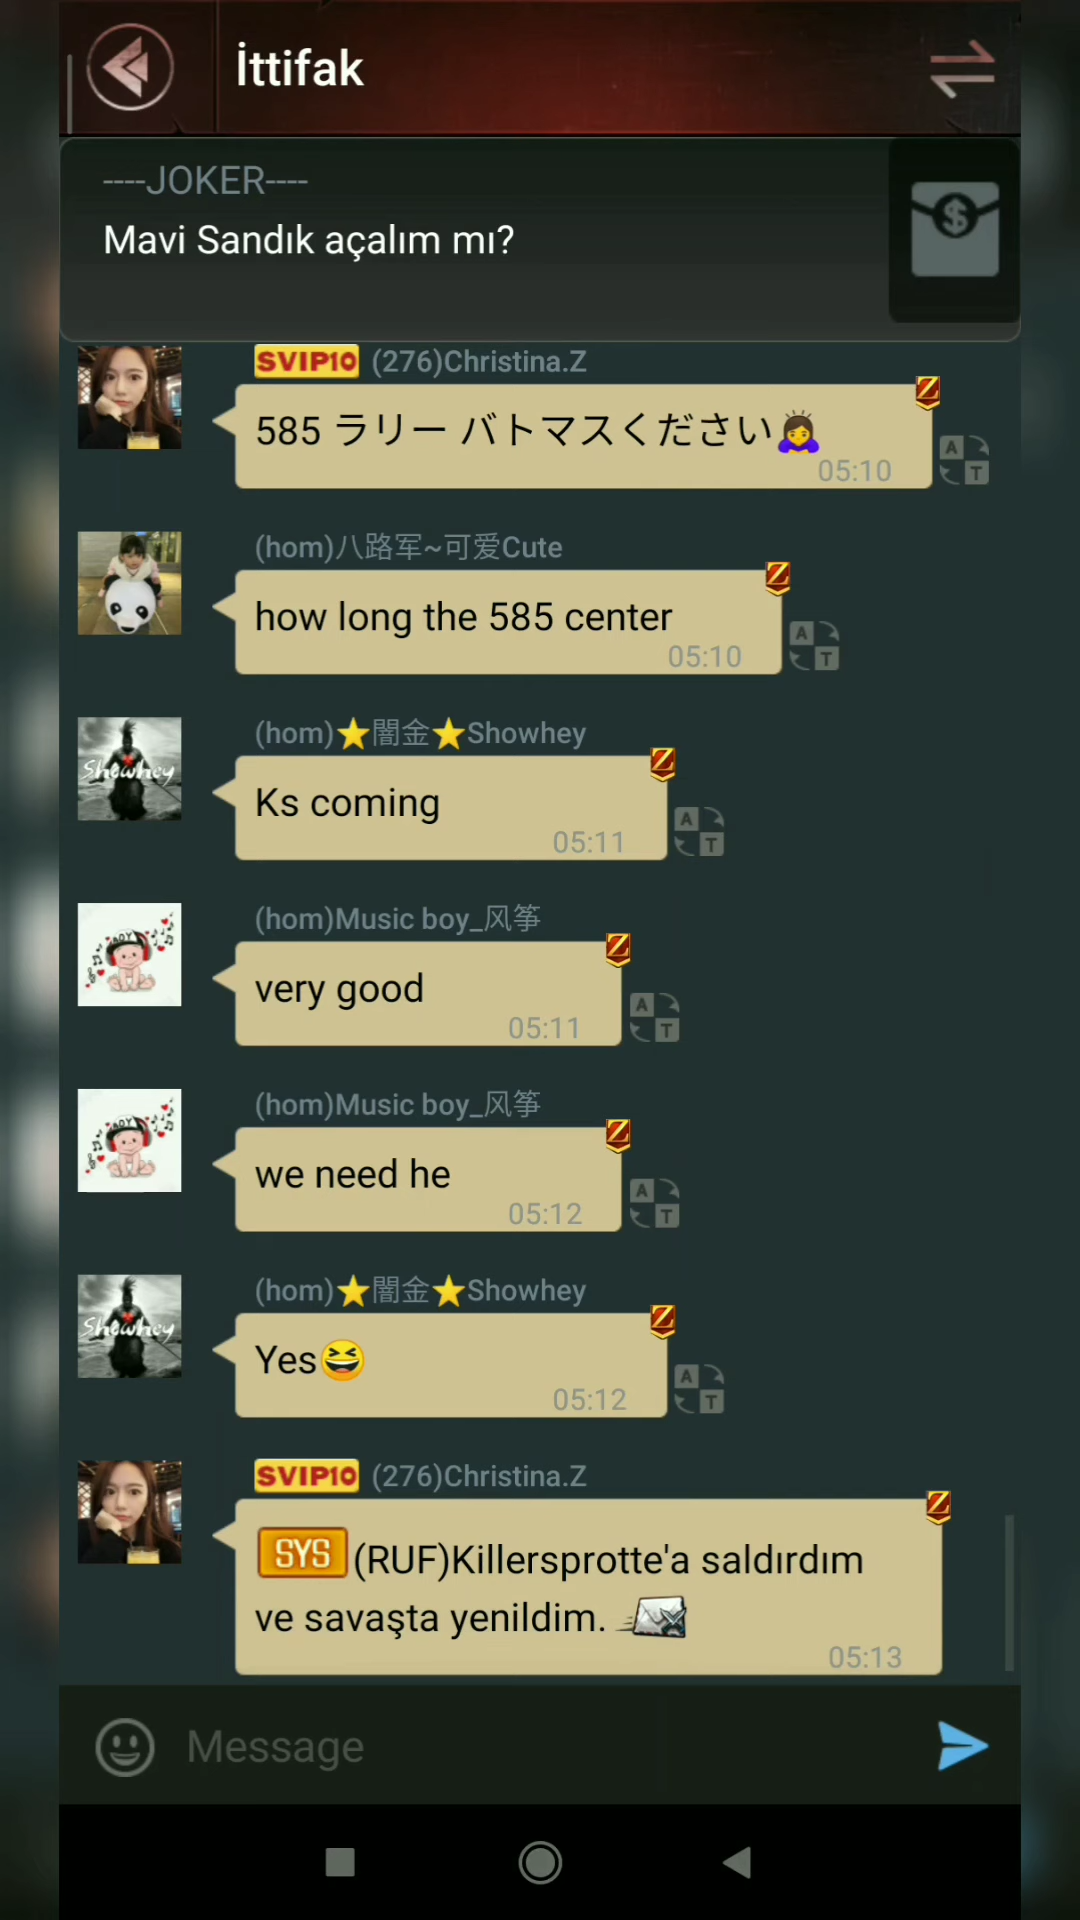 İttifak
----JOKER----
Mavi Sandık açalım mı?
$
SVIP10 (276)Christina.Z
Z
585 ラリー バトマスください🙇‍♀️
05:10
A
T
(hom)八路军~可爱Cute
Z
how long the 585 center
05:10
A
T
(hom)⭐闇金⭐Showhey
Showhey
Z
Ks coming
05:11
A
T
(hom)Music boy_风筝
BOY
Z
very good
05:11
A
T
(hom)Music boy_风筝
BOY
Z
we need he
05:12
A
T
(hom)⭐闇金⭐Showhey
Showhey
Z
Yes😆
05:12
A
T
SVIP10 (276)Christina.Z
Z
SYS (RUF)Killersprotte'a saldırdım
ve savaşta yenildim.
05:13
Message